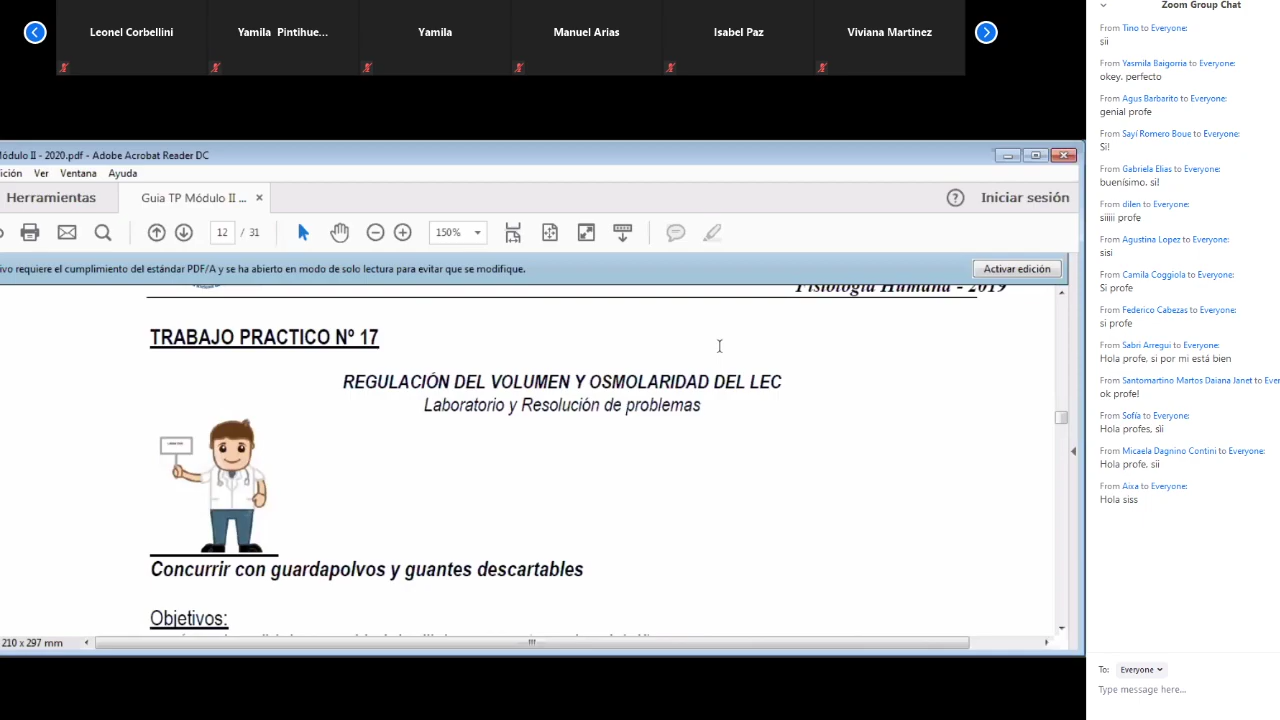 Leonel Corbellini
Yamila Pintihue...
Yamila
Manuel Arias
Isabel Paz
Viviana Martinez
ódulo II - 2020.pdf - Adobe Acrobat Reader DC
ición Ver Ventana Ayuda
Herramientas
Guia TP Módulo II ... ×
Iniciar sesión
12 / 31
150%
ivo requiere el cumplimiento del estándar PDF/A y se ha abierto en modo de solo lectura para evitar que se modifique.
Activar edición
Fisiología Humana - 2019
TRABAJO PRACTICO Nº 17
REGULACIÓN DEL VOLUMEN Y OSMOLARIDAD DEL LEC
Laboratorio y Resolución de problemas
Concurrir con guardapolvos y guantes descartables
Objetivos:
210 x 297 mm
Zoom Group Chat
From Tino to Everyone:
sii
From Yasmila Baigorria to Everyone:
okey. perfecto
From Agus Barbarito to Everyone:
genial profe
From Sayí Romero Boue to Everyone:
Si!
From Gabriela Elias to Everyone:
buenísimo. si!
From dilen to Everyone:
siiiii profe
From Agustina Lopez to Everyone:
sisi
From Camila Coggiola to Everyone:
Si profe
From Federico Cabezas to Everyone:
si profe
From Sabri Arregui to Everyone:
Hola profe. si por mi está bien
From Santomartino Martos Daiana Janet to Ever
ok profe!
From Sofía to Everyone:
Hola profes, sii
From Micaela Dagnino Contini to Everyone:
Hola profe. sii
From Aixa to Everyone:
Hola siss
To: Everyone
Type message here...